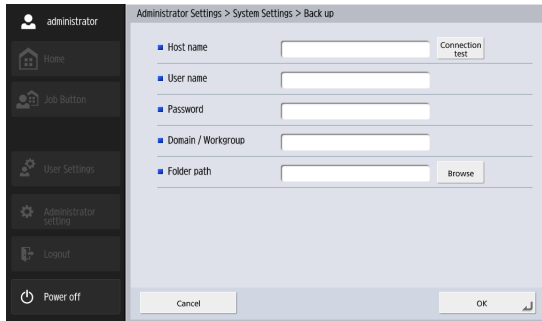 administrator
Administrator Settings > System Settings > Back up
Home
Job Button
User Settings
Administrator
setting
Logout
Power off
Host name
Connection
test
User name
Password
Domain / Workgroup
Folder path
Browse
Cancel
OK